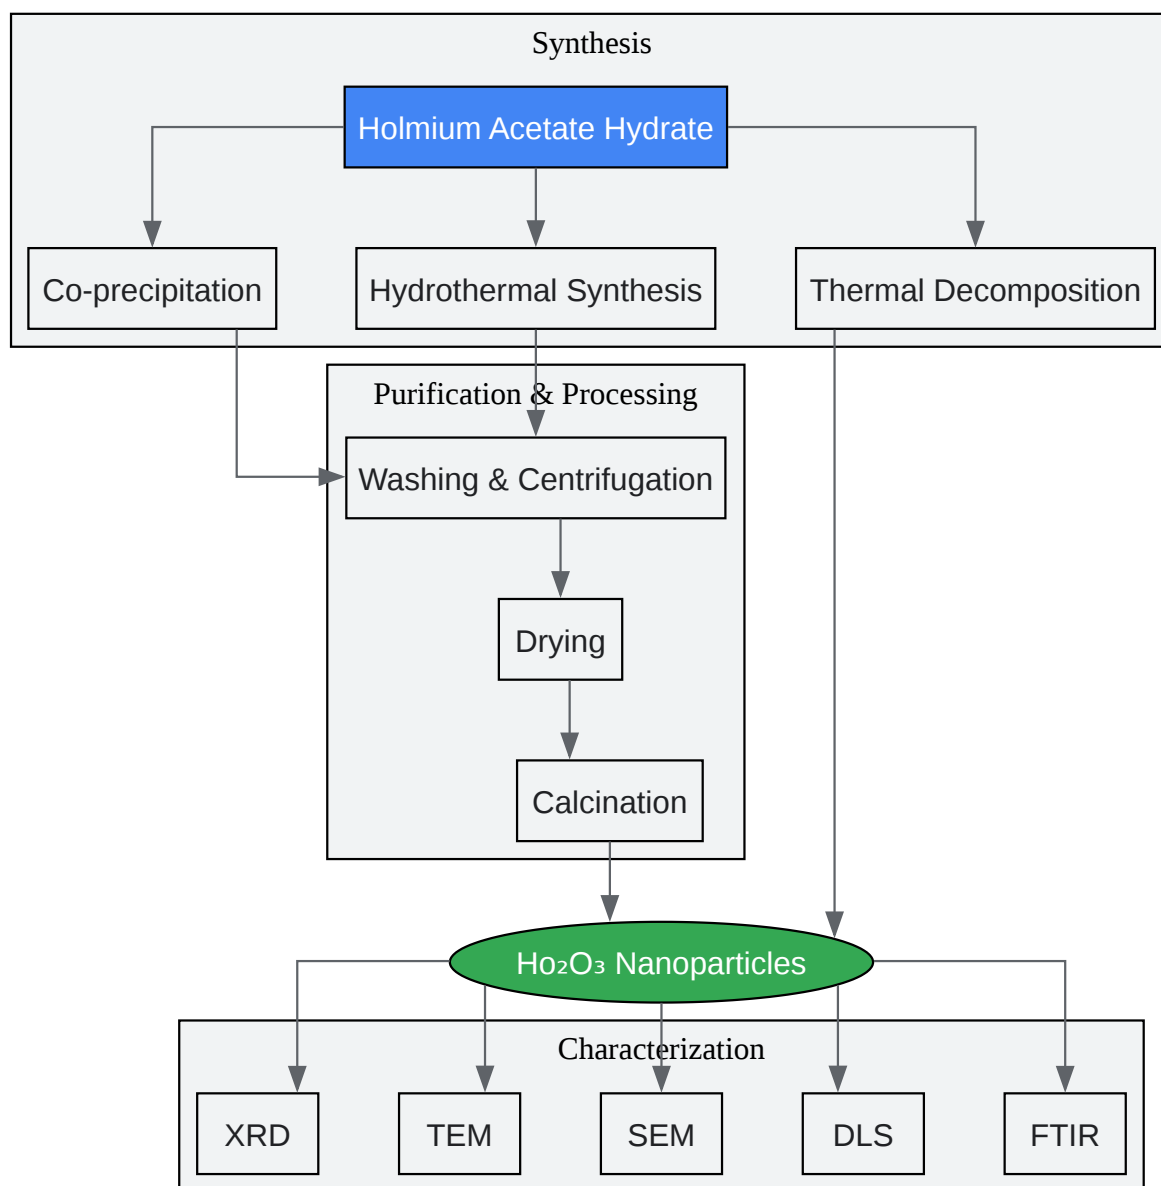 Synthesis
Holmium Acetate Hydrate
Co-precipitation
Hydrothermal Synthesis
Thermal Decomposition
Purification & Processing
Washing & Centrifugation
Drying
Calcination
Ho₂O₃ Nanoparticles
Characterization
XRD
TEM
SEM
DLS
FTIR